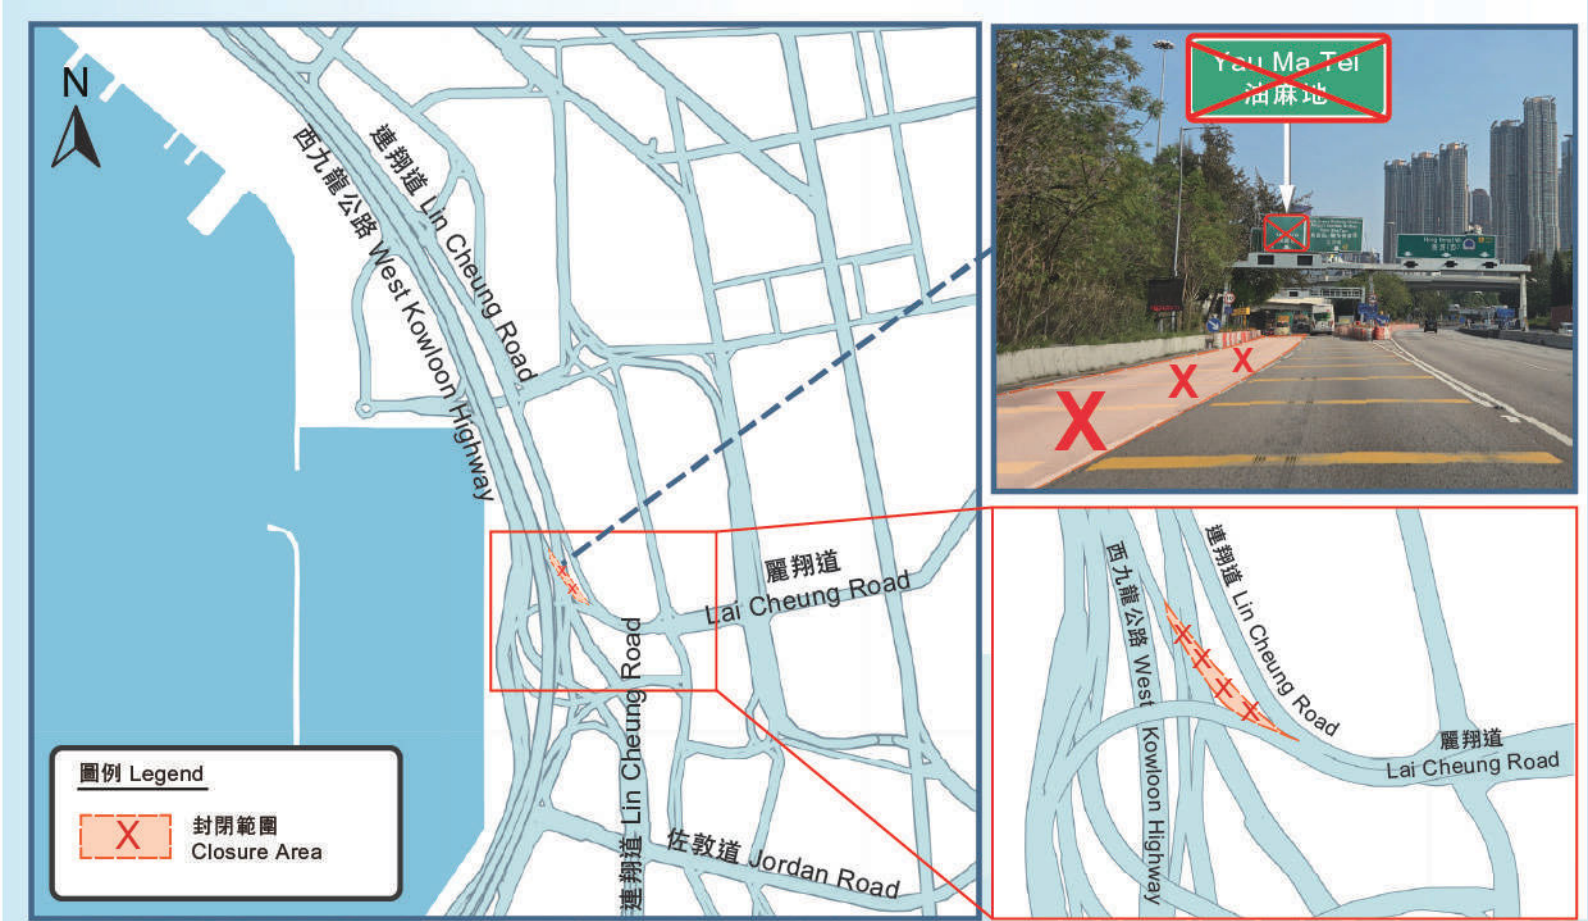 N
連翔道 Lin Cheung Road
西九龍公路 West Kowloon Highway
麗翔道
Lai Cheung Road
連翔道 Lin Cheung Road
佐敦道 Jordan Road
圖例 Legend
X
封閉範圍
Closure Area
X X
Yau Ma Tei
油麻地
X
X
X
西九龍公路 West Kowloon Highway
連翔道 Lin Cheung Road
X
X
X
X
麗翔道
Lai Cheung Road